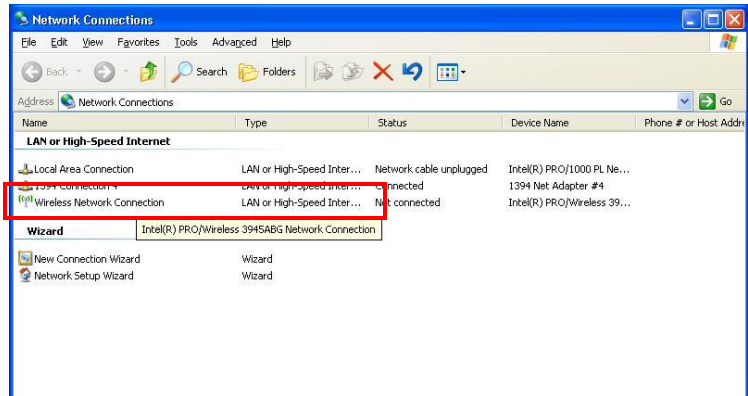 Network Connections
File Edit View Favorites Tools Advanced Help
Back Search Folders
Address Network Connections Go
Name Type Status Device Name Phone # or Host Addre
LAN or High-Speed Internet
Local Area Connection LAN or High-Speed Inter... Network cable unplugged Intel(R) PRO/1000 PL Ne...
1394 Connection 4 LAN or High-Speed Inter... Connected 1394 Net Adapter #4
Wireless Network Connection LAN or High-Speed Inter... Not connected Intel(R) PRO/Wireless 39...
Wizard Intel(R) PRO/Wireless 3945ABG Network Connection
New Connection Wizard Wizard
Network Setup Wizard Wizard